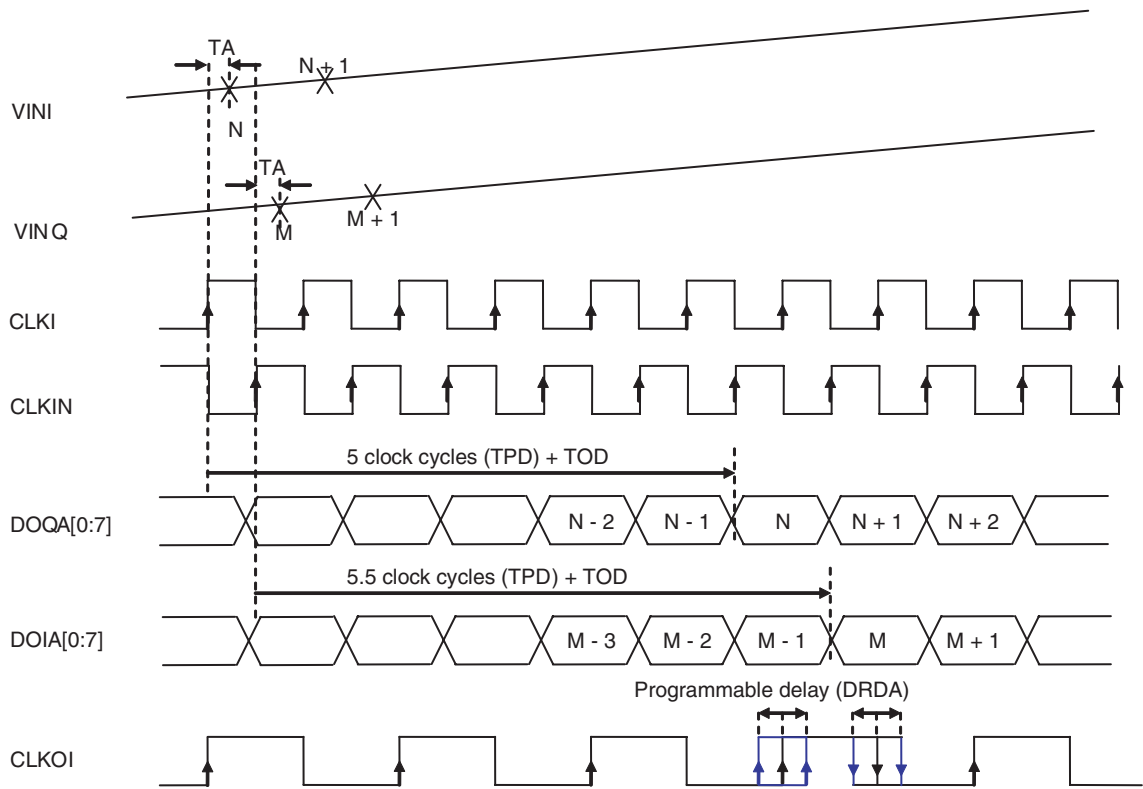 TA
N + 1
VINI
N
TA
M
M + 1
VIN Q
CLKI
CLKIN
5 clock cycles (TPD) + TOD
DOQA[0:7]
N - 2
N - 1
N
N + 1
N + 2
5.5 clock cycles (TPD) + TOD
DOIA[0:7]
M - 3
M - 2
M - 1
M
M + 1
Programmable delay (DRDA)
CLKOI